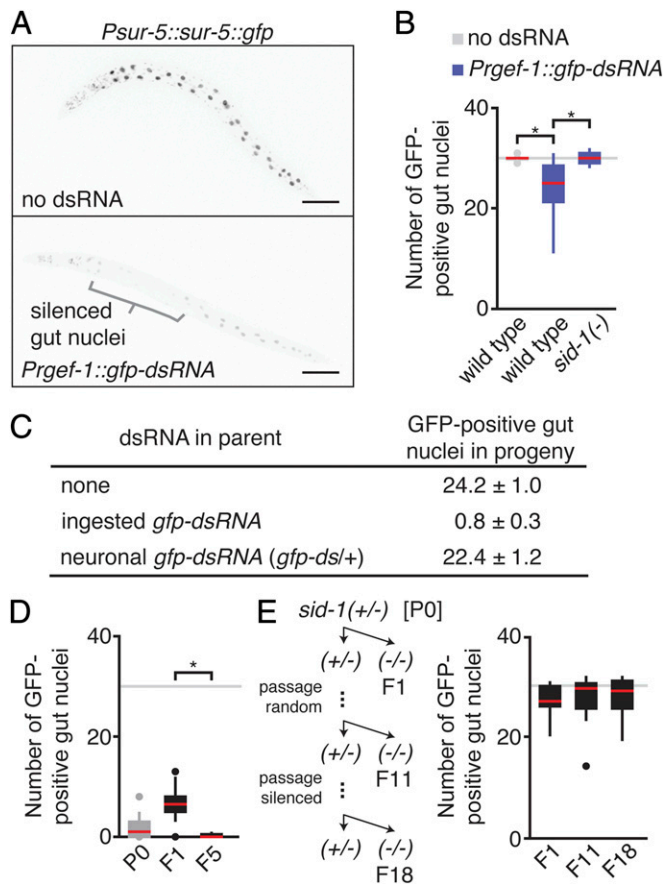 A
Psur-5::sur-5::gfp
no dsRNA
silenced
gut nuclei
Prgef-1::gfp-dsRNA
B
no dsRNA
Prgef-1::gfp-dsRNA
Number of GFP-
positive gut nuclei
40
20
0
*
*
wild type
wild type
sid-1(-)
C
dsRNA in parent
GFP-positive gut
nuclei in progeny
none 24.2 ± 1.0
ingested gfp-dsRNA 0.8 ± 0.3
neuronal gfp-dsRNA (gfp-ds/+) 22.4 ± 1.2
D
Number of GFP-
positive gut nuclei
40
20
0
*
P0
F1
F5
E
sid-1(+/-) [P0]
(+/-) (-/-)
F1
passage
random
(+/-) (-/-)
F11
passage
silenced
(+/-) (-/-)
F18
Number of GFP-
positive gut nuclei
40
20
0
F1
F11
F18